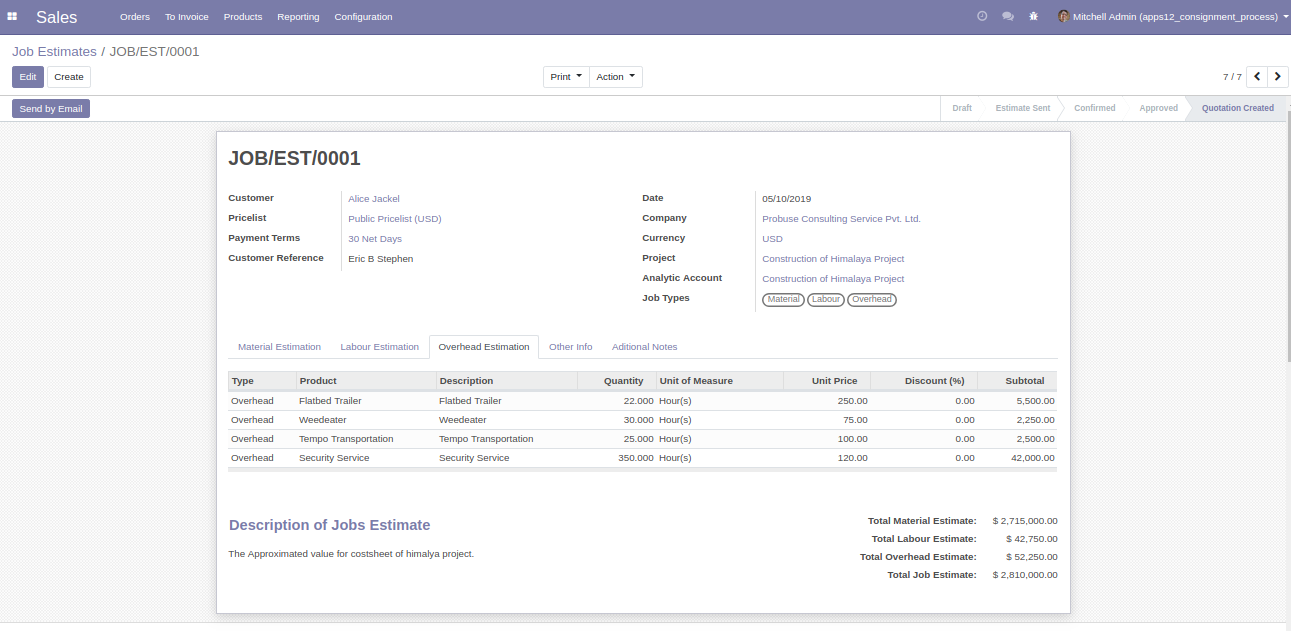 Sales Orders To Invoice Products Reporting Configuration Mitchell Admin (apps12_consignment_process)
Job Estimates / JOB/EST/0001
Edit Create Print Action 7 / 7
Send by Email Draft Estimate Sent Confirmed Approved Quotation Created
JOB/EST/0001
Customer Alice Jackel Date 05/10/2019
Pricelist Public Pricelist (USD) Company Probuse Consulting Service Pvt. Ltd.
Payment Terms 30 Net Days Currency USD
Customer Reference Eric B Stephen Project Construction of Himalaya Project
Analytic Account Construction of Himalaya Project
Job Types Material Labour Overhead
Material Estimation Labour Estimation Overhead Estimation Other Info Aditional Notes
Type Product Description Quantity Unit of Measure Unit Price Discount (%) Subtotal
Overhead Flatbed Trailer Flatbed Trailer 22.000 Hour(s) 250.00 0.00 5,500.00
Overhead Weedeater Weedeater 30.000 Hour(s) 75.00 0.00 2,250.00
Overhead Tempo Transportation Tempo Transportation 25.000 Hour(s) 100.00 0.00 2,500.00
Overhead Security Service Security Service 350.000 Hour(s) 120.00 0.00 42,000.00
Total Material Estimate: $ 2,715,000.00
Description of Jobs Estimate
Total Labour Estimate: $ 42,750.00
The Approximated value for costsheet of himalya project. Total Overhead Estimate: $ 52,250.00
Total Job Estimate: $ 2,810,000.00